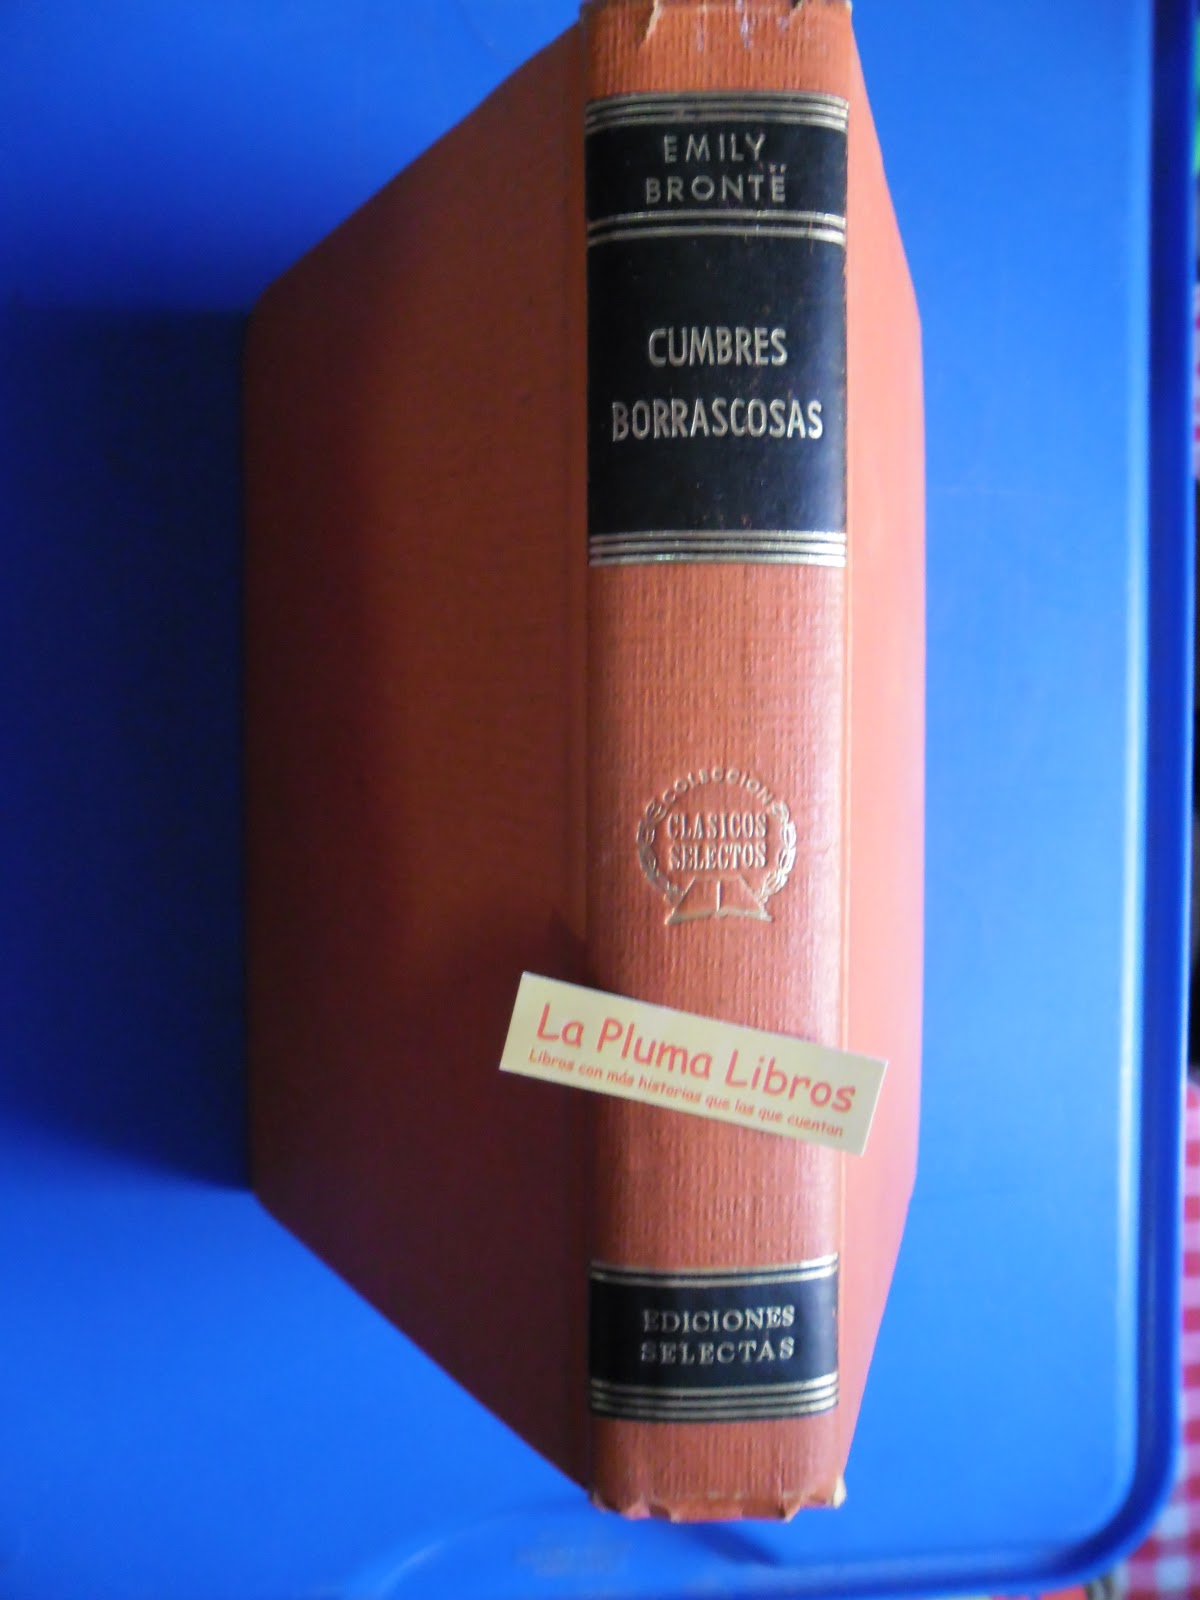 EMILY
BRONTË
CUMBRES
BORRASCOSAS
COLECCION
CLASICOS
SELECTOS
La Pluma Libros
Libros con más historias que las que cuentan
EDICIONES
SELECTAS